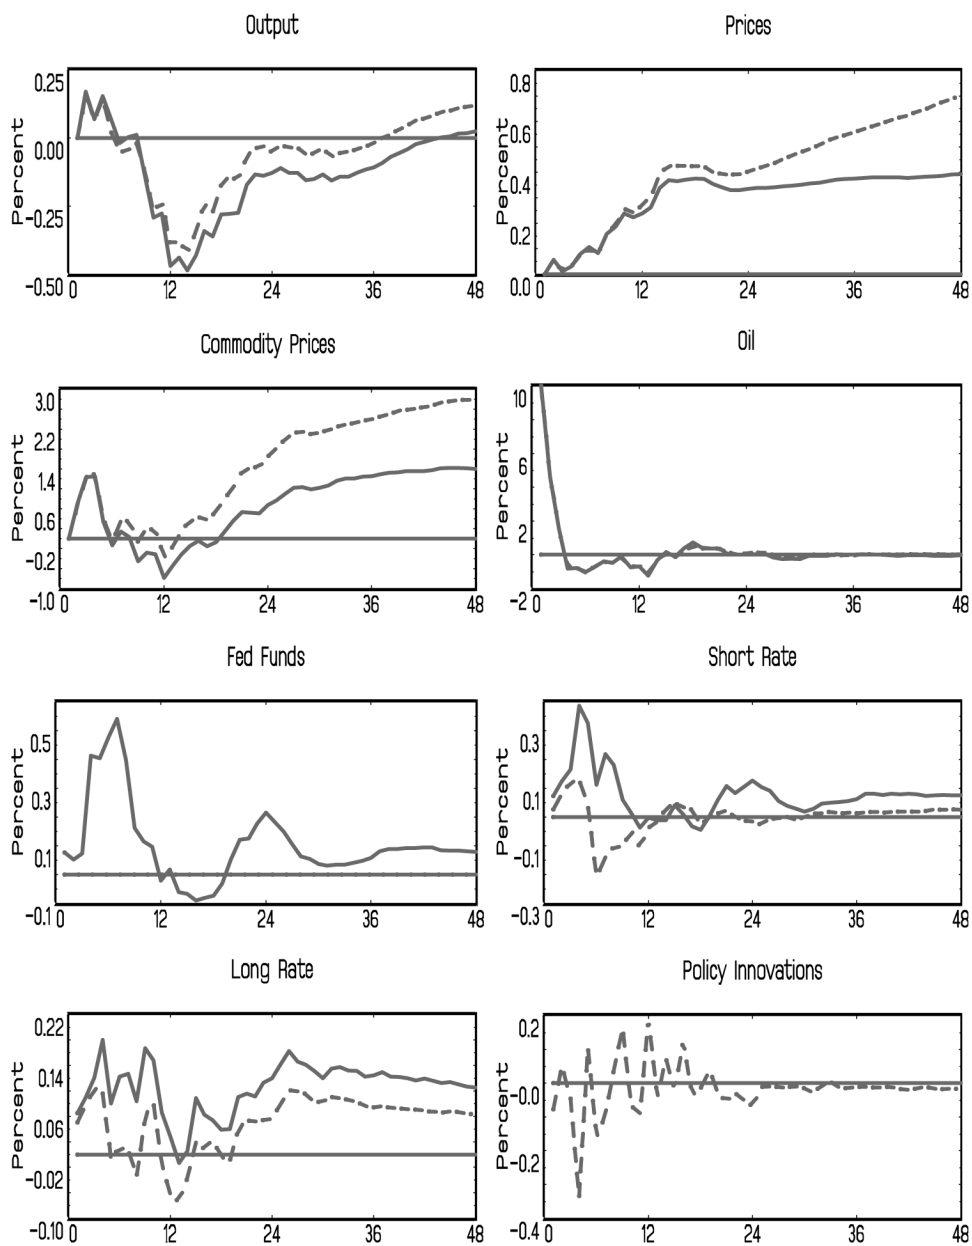 Output
Percent
0.25
0.00
-0.25
-0.50
0 12 24 36 48
Prices
Percent
0.8
0.6
0.4
0.2
0.0
0 12 24 36 48
Commodity Prices
Percent
3.0
2.2
1.4
0.6
-0.2
-1.0
0 12 24 36 48
Oil
Percent
10
6
2
-2
0 12 24 36 48
Fed Funds
Percent
0.5
0.3
0.1
-0.1
0 12 24 36 48
Short Rate
Percent
0.3
0.1
-0.1
-0.3
0 12 24 36 48
Long Rate
Percent
0.22
0.14
0.06
-0.02
-0.10
0 12 24 36 48
Policy Innovations
Percent
0.2
-0.0
-0.2
-0.4
0 12 24 36 48